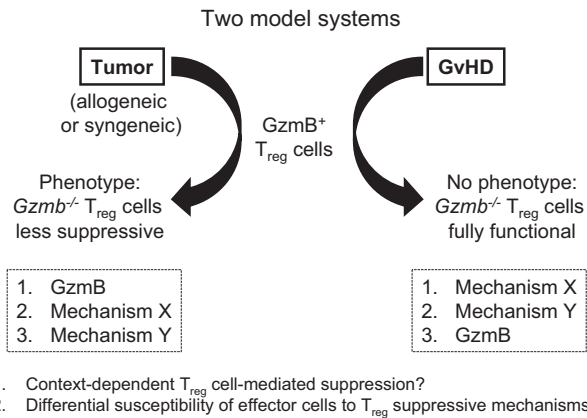 Two model systems
Tumor
(allogeneic
or syngeneic)
GzmB+
Treg cells
GvHD
Phenotype:
Gzmb-/- Treg cells
less suppressive
No phenotype:
Gzmb-/- Treg cells
fully functional
1. GzmB
2. Mechanism X
3. Mechanism Y
1. Mechanism X
2. Mechanism Y
3. GzmB
. Context-dependent Treg cell-mediated suppression?
2. Differential susceptibility of effector cells to Treg suppressive mechanisms